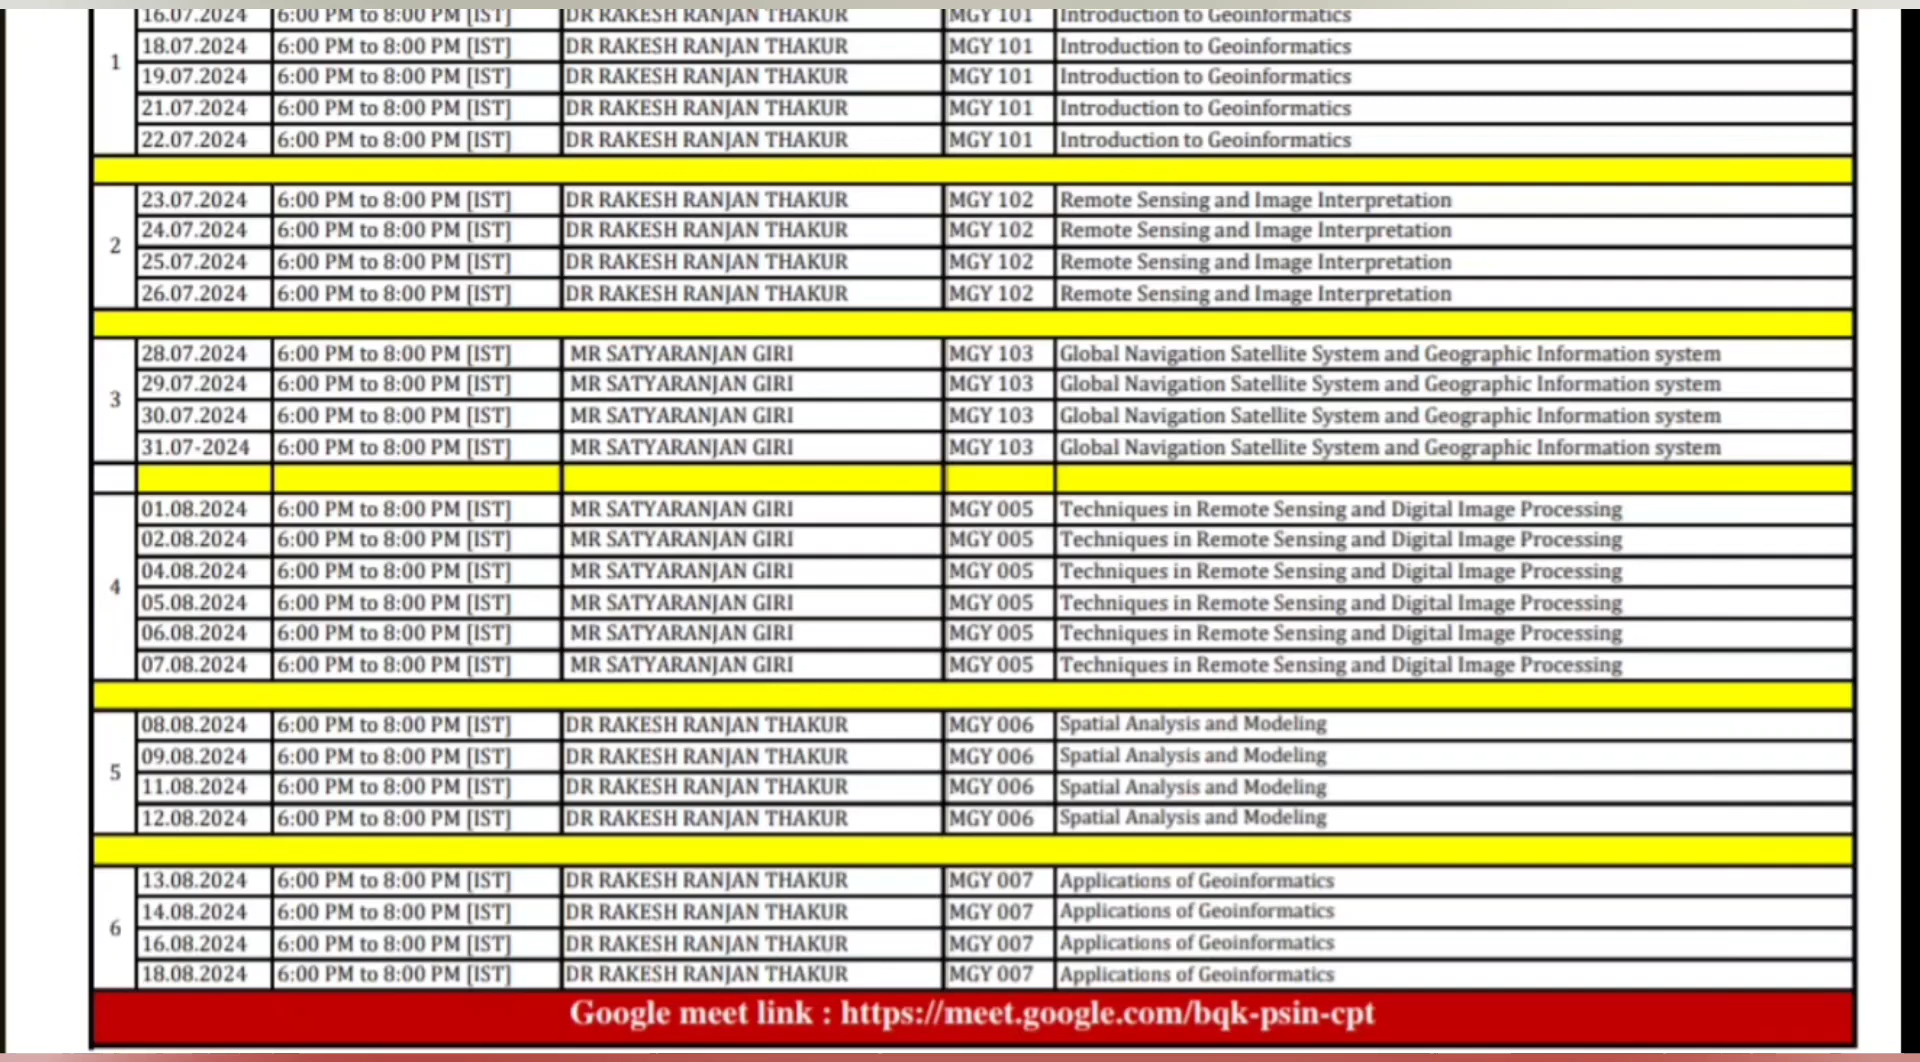 16.07.2024 6:00 PM to 8:00 PM [IST] DR RAKESH RANJAN THAKUR MGY 101 Introduction to Geoinformatics
18.07.2024 6:00 PM to 8:00 PM [IST] DR RAKESH RANJAN THAKUR MGY 101 Introduction to Geoinformatics
1
19.07.2024 6:00 PM to 8:00 PM [IST] DR RAKESH RANJAN THAKUR MGY 101 Introduction to Geoinformatics
21.07.2024 6:00 PM to 8:00 PM [IST] DR RAKESH RANJAN THAKUR MGY 101 Introduction to Geoinformatics
22.07.2024 6:00 PM to 8:00 PM [IST] DR RAKESH RANJAN THAKUR MGY 101 Introduction to Geoinformatics
23.07.2024 6:00 PM to 8:00 PM [IST] DR RAKESH RANJAN THAKUR MGY 102 Remote Sensing and Image Interpretation
24.07.2024 6:00 PM to 8:00 PM [IST] DR RAKESH RANJAN THAKUR MGY 102 Remote Sensing and Image Interpretation
2
25.07.2024 6:00 PM to 8:00 PM [IST] DR RAKESH RANJAN THAKUR MGY 102 Remote Sensing and Image Interpretation
26.07.2024 6:00 PM to 8:00 PM [IST] DR RAKESH RANJAN THAKUR MGY 102 Remote Sensing and Image Interpretation
28.07.2024 6:00 PM to 8:00 PM [IST] MR SATYARANJAN GIRI MGY 103 Global Navigation Satellite System and Geographic Information system
29.07.2024 6:00 PM to 8:00 PM [IST] MR SATYARANJAN GIRI MGY 103 Global Navigation Satellite System and Geographic Information system
3
30.07.2024 6:00 PM to 8:00 PM [IST] MR SATYARANJAN GIRI MGY 103 Global Navigation Satellite System and Geographic Information system
31.07-2024 6:00 PM to 8:00 PM [IST] MR SATYARANJAN GIRI MGY 103 Global Navigation Satellite System and Geographic Information system
01.08.2024 6:00 PM to 8:00 PM [IST] MR SATYARANJAN GIRI MGY 005 Techniques in Remote Sensing and Digital Image Processing
02.08.2024 6:00 PM to 8:00 PM [IST] MR SATYARANJAN GIRI MGY 005 Techniques in Remote Sensing and Digital Image Processing
04.08.2024 6:00 PM to 8:00 PM [IST] MR SATYARANJAN GIRI MGY 005 Techniques in Remote Sensing and Digital Image Processing
4
05.08.2024 6:00 PM to 8:00 PM [IST] MR SATYARANJAN GIRI MGY 005 Techniques in Remote Sensing and Digital Image Processing
06.08.2024 6:00 PM to 8:00 PM [IST] MR SATYARANJAN GIRI MGY 005 Techniques in Remote Sensing and Digital Image Processing
07.08.2024 6:00 PM to 8:00 PM [IST] MR SATYARANJAN GIRI MGY 005 Techniques in Remote Sensing and Digital Image Processing
08.08.2024 6:00 PM to 8:00 PM [IST] DR RAKESH RANJAN THAKUR MGY 006 Spatial Analysis and Modeling
09.08.2024 6:00 PM to 8:00 PM [IST] DR RAKESH RANJAN THAKUR MGY 006 Spatial Analysis and Modeling
5
11.08.2024 6:00 PM to 8:00 PM [IST] DR RAKESH RANJAN THAKUR MGY 006 Spatial Analysis and Modeling
12.08.2024 6:00 PM to 8:00 PM [IST] DR RAKESH RANJAN THAKUR MGY 006 Spatial Analysis and Modeling
13.08.2024 6:00 PM to 8:00 PM [IST] DR RAKESH RANJAN THAKUR MGY 007 Applications of Geoinformatics
14.08.2024 6:00 PM to 8:00 PM [IST] DR RAKESH RANJAN THAKUR MGY 007 Applications of Geoinformatics
6
16.08.2024 6:00 PM to 8:00 PM [IST] DR RAKESH RANJAN THAKUR MGY 007 Applications of Geoinformatics
18.08.2024 6:00 PM to 8:00 PM [IST] DR RAKESH RANJAN THAKUR MGY 007 Applications of Geoinformatics
Google meet link : https://meet.google.com/bqk-psin-cpt